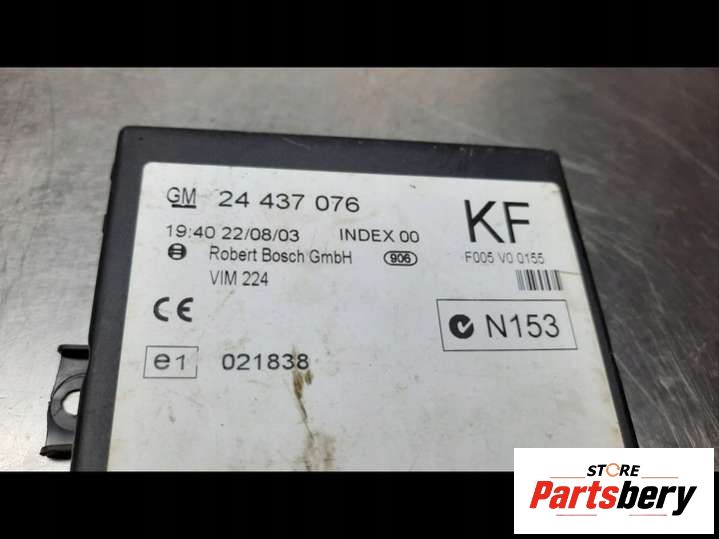 GM 24 437 076
KF
19:40 22/08/03 INDEX 00
F005 V0 0155
Robert Bosch GmbH 906
VIM 224
CE
N153
e1 021838
STORE
Partsbery